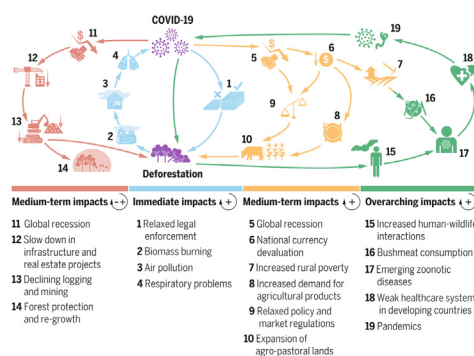 COVID-19
11
19
12
4
5
6
18
7
3
1
9
16
13
2
10
8
17
14
15
Deforestation
Medium-term impacts - +
11 Global recession
12 Slow down in
infrastructure and
real estate projects
13 Declining logging
and mining
14 Forest protection
and re-growth
Immediate impacts +
1 Relaxed legal
enforcement
2 Biomass burning
3 Air pollution
4 Respiratory problems
Medium-term impacts +
5 Global recession
6 National currency
devaluation
7 Increased rural poverty
8 Increased demand for
agricultural products
9 Relaxed policy and
market regulations
10 Expansion of
agro-pastoral lands
Overarching impacts +
15 Increased human-wildlife
interactions
16 Bushmeat consumption
17 Emerging zoonotic
diseases
18 Weak healthcare system
in developing countries
19 Pandemics